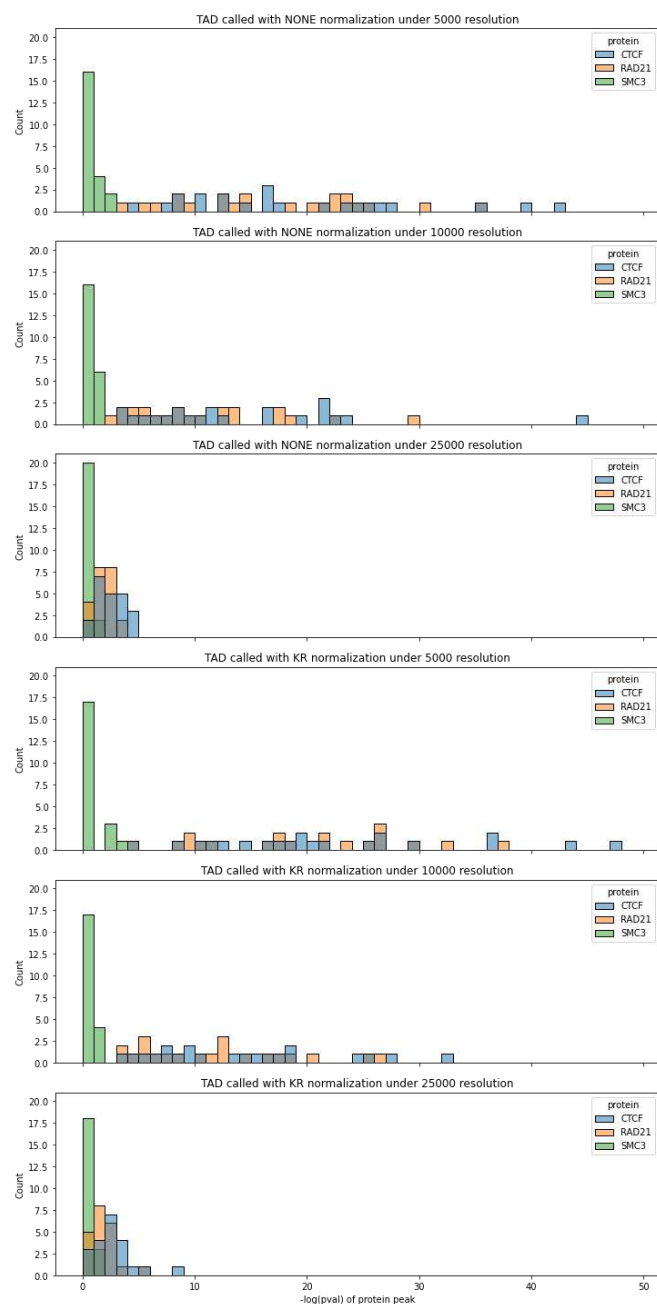 TAD called with NONE normalization under 5000 resolution
20.0
17.5
15.0
12.5
10.0
7.5
5.0
2.5
0.0
Count
protein
CTCF
RAD21
SMC3
TAD called with NONE normalization under 10000 resolution
20.0
17.5
15.0
12.5
10.0
7.5
5.0
2.5
0.0
Count
protein
CTCF
RAD21
SMC3
TAD called with NONE normalization under 25000 resolution
20.0
17.5
15.0
12.5
10.0
7.5
5.0
2.5
0.0
Count
protein
CTCF
RAD21
SMC3
TAD called with KR normalization under 5000 resolution
20.0
17.5
15.0
12.5
10.0
7.5
5.0
2.5
0.0
Count
protein
CTCF
RAD21
SMC3
TAD called with KR normalization under 10000 resolution
20.0
17.5
15.0
12.5
10.0
7.5
5.0
2.5
0.0
Count
protein
CTCF
RAD21
SMC3
TAD called with KR normalization under 25000 resolution
20.0
17.5
15.0
12.5
10.0
7.5
5.0
2.5
0.0
Count
protein
CTCF
RAD21
SMC3
0 10 20 30 40 50
-log(pval) of protein peak